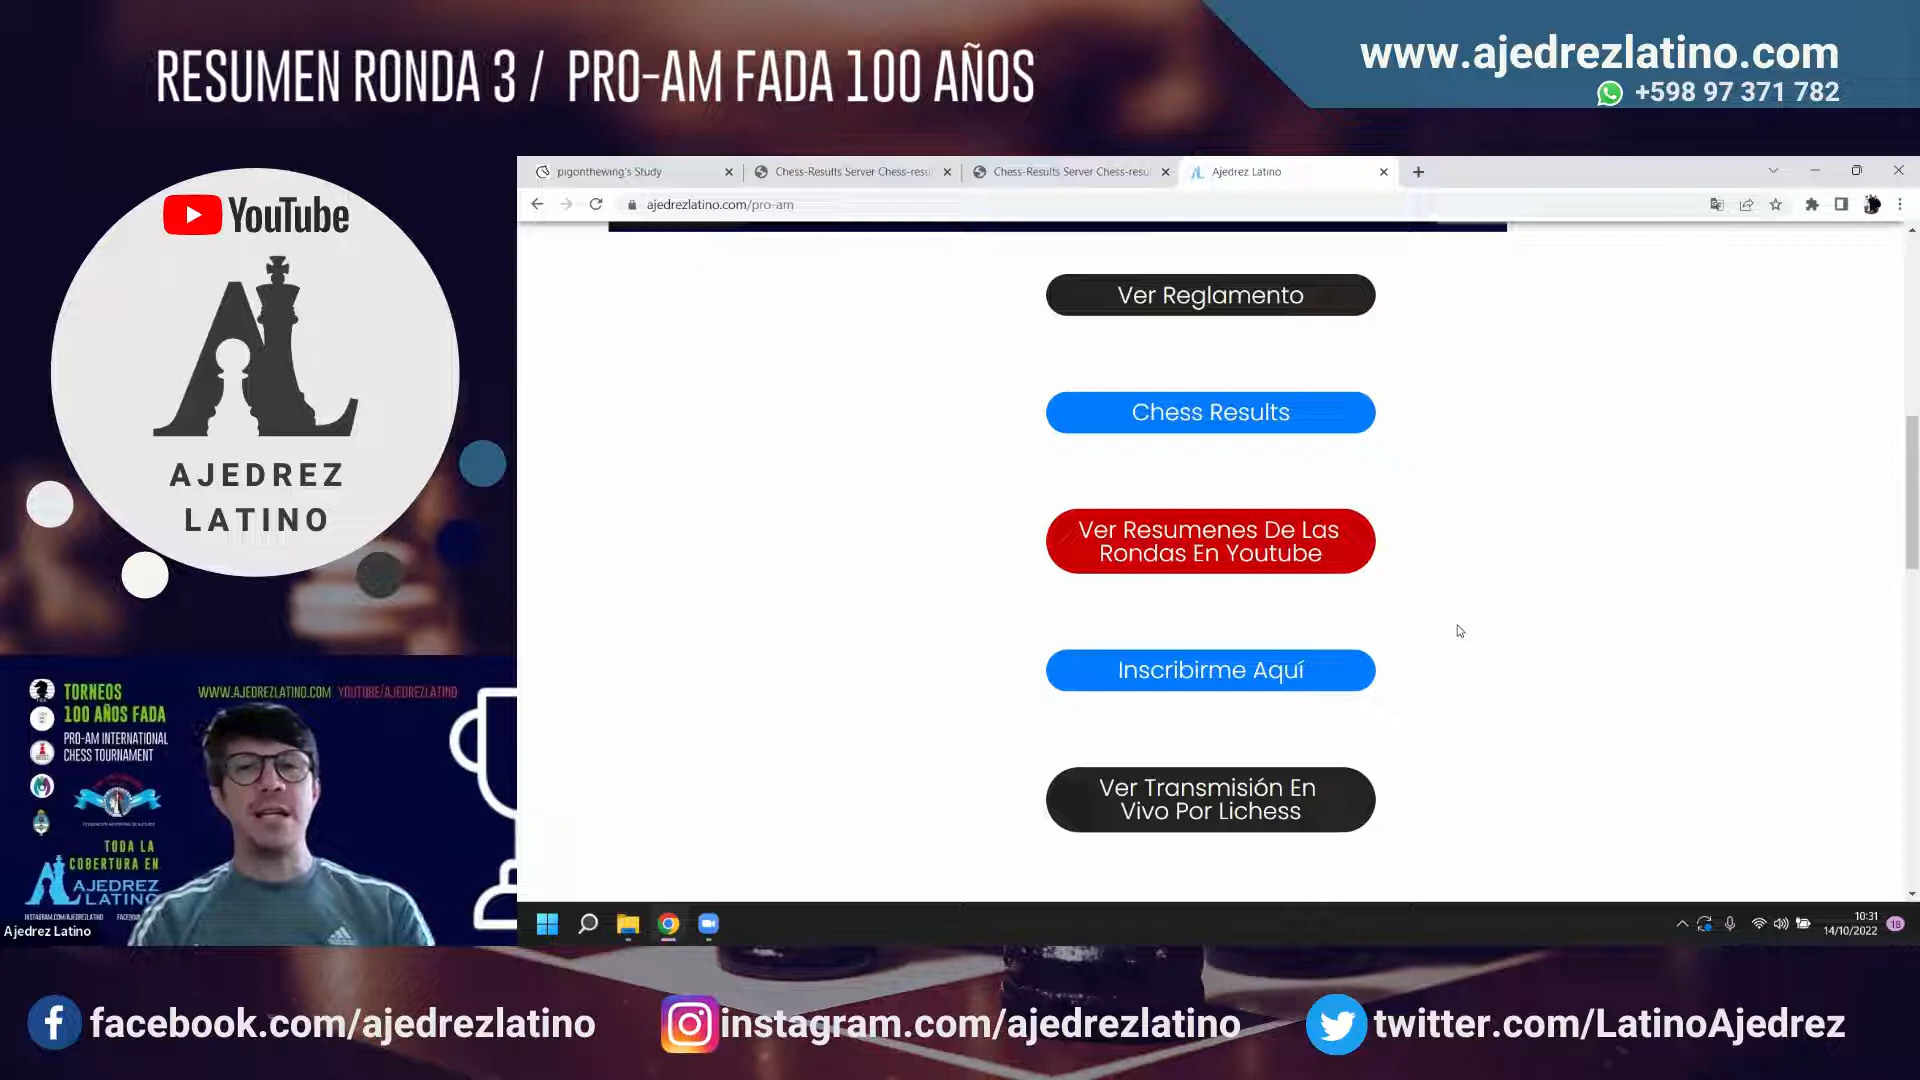 RESUMEN RONDA 3 / PRO-AM FADA 100 AÑOS
www.ajedrezlatino.com
+598 97 371 782
YouTube
AJEDREZ
LATINO
pigonthewing's Study
Chess-Results Server Chess-resu
Chess-Results Server Chess-resu
Ajedrez Latino
ajedrezlatino.com/pro-am
Ver Reglamento
Chess Results
Ver Resumenes De Las
Rondas En Youtube
Inscribirme Aquí
Ver Transmisión En
Vivo Por Lichess
WWW.AJEDREZLATINO.COM YOUTUBE/AJEDREZLATINO
TORNEOS
100 AÑOS FADA
PRO-AM INTERNATIONAL
CHESS TOURNAMENT
TODA LA
COBERTURA EN
AJEDREZ
LATINO
INSTAGRAM.COM/AJEDREZLATINO
Ajedrez Latino
10:31
14/10/2022
18
facebook.com/ajedrezlatino
instagram.com/ajedrezlatino
twitter.com/LatinoAjedrez